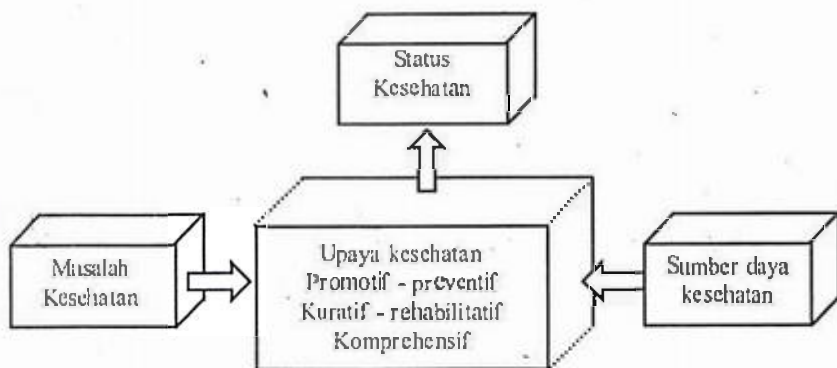 Status
Kesehatan
Masalah
Kesehatan
Upaya kesehatan
Promotif - preventif
Kuratif - rehabilitatif
Komprehensif
Sumber daya
kesehatan